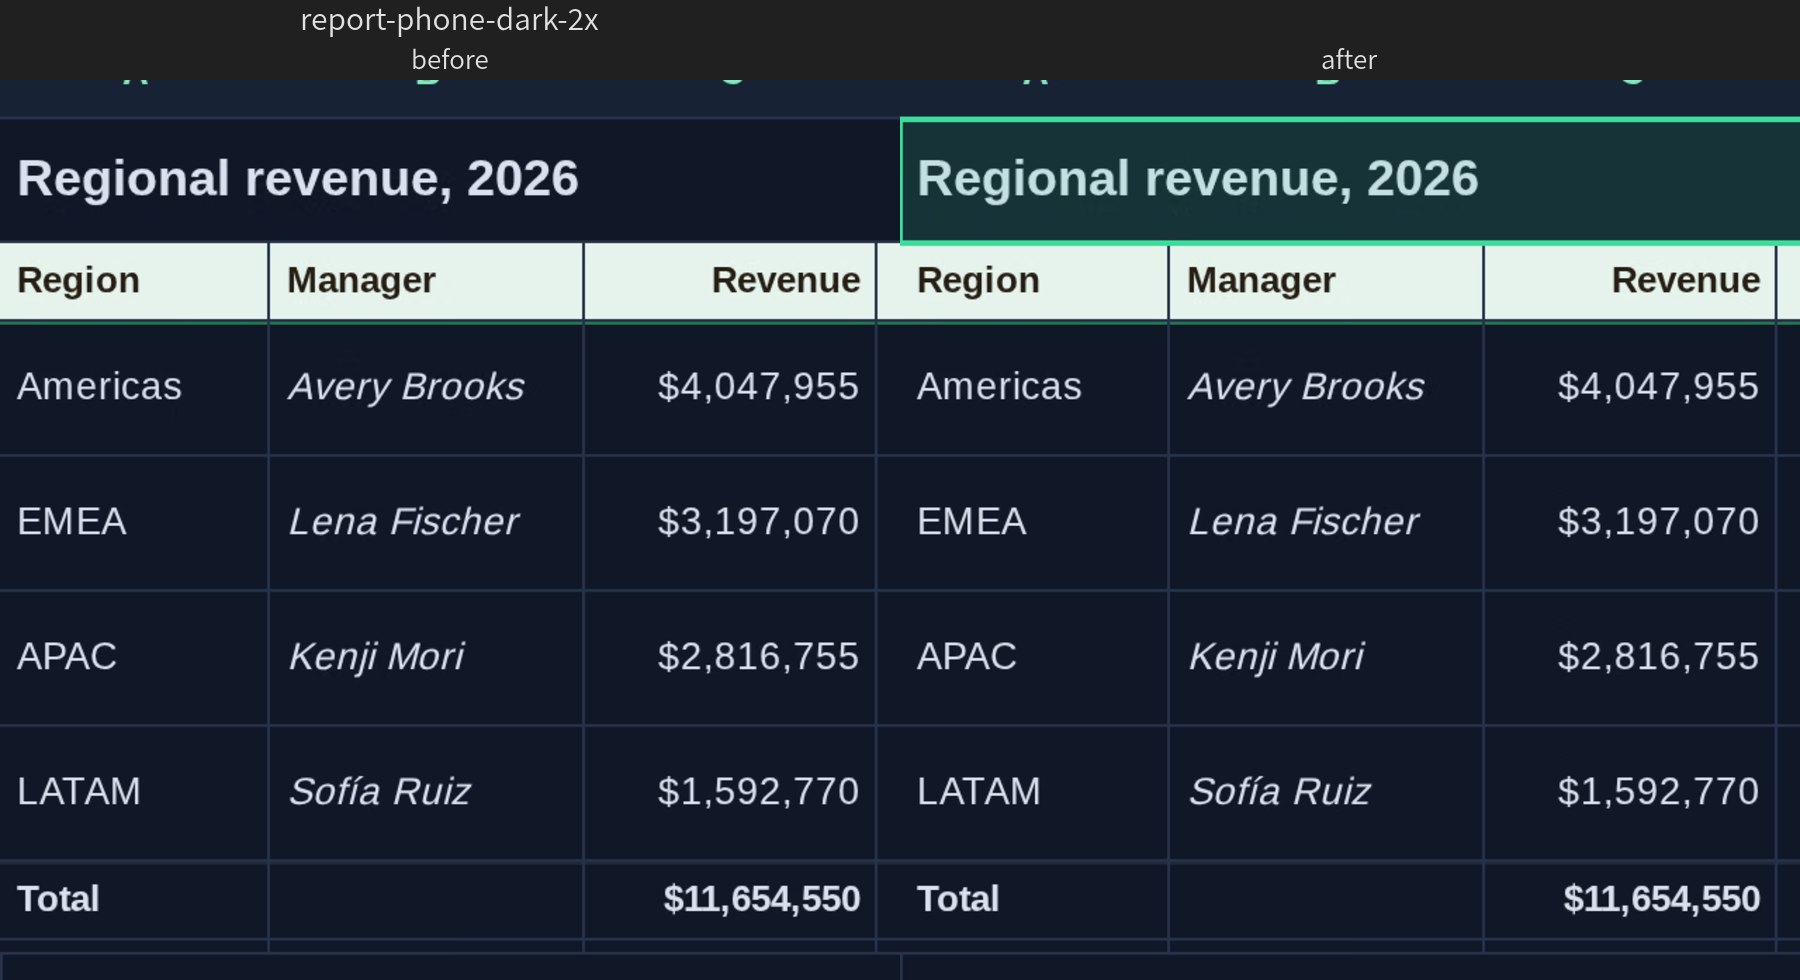 report-phone-dark-2x
before after
Regional revenue, 2026 Regional revenue, 2026
Region Manager Revenue Region Manager Revenue
Americas Avery Brooks $4,047,955 Americas Avery Brooks $4,047,955
EMEA Lena Fischer $3,197,070 EMEA Lena Fischer $3,197,070
APAC Kenji Mori $2,816,755 APAC Kenji Mori $2,816,755
LATAM Sofía Ruiz $1,592,770 LATAM Sofía Ruiz $1,592,770
Total $11,654,550 Total $11,654,550